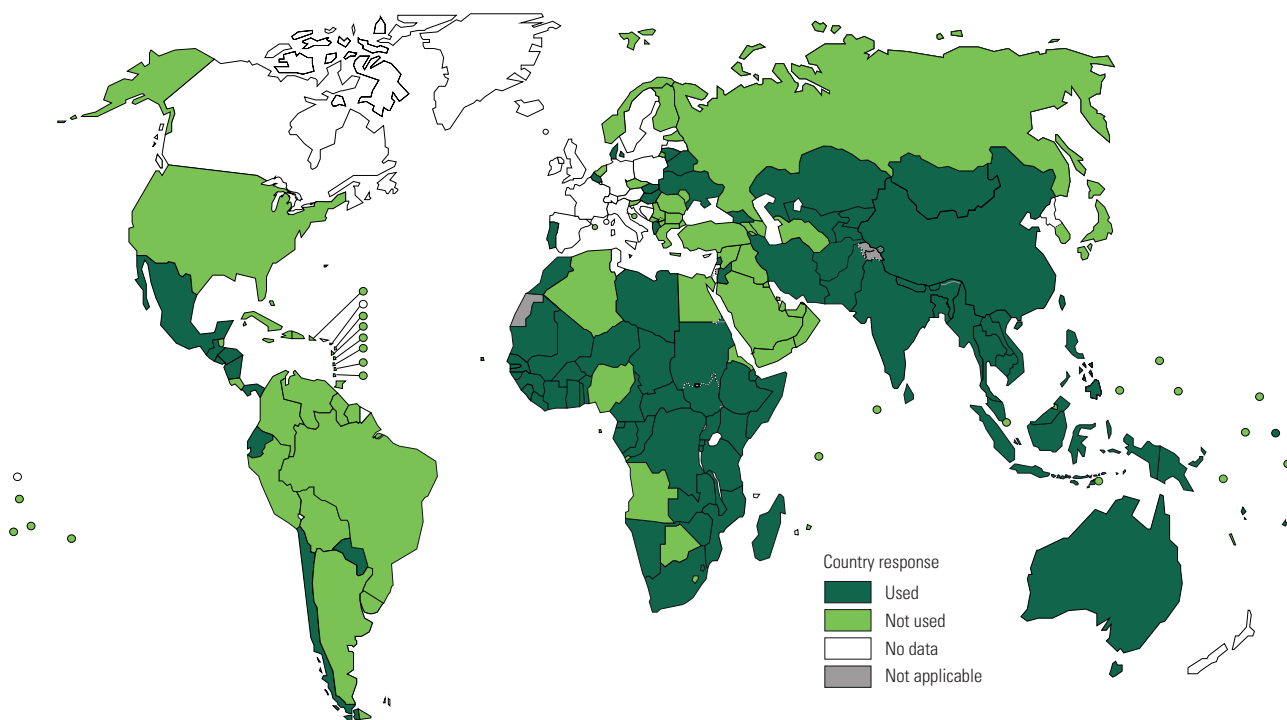 Country response
Used
Not used
No data
Not applicable